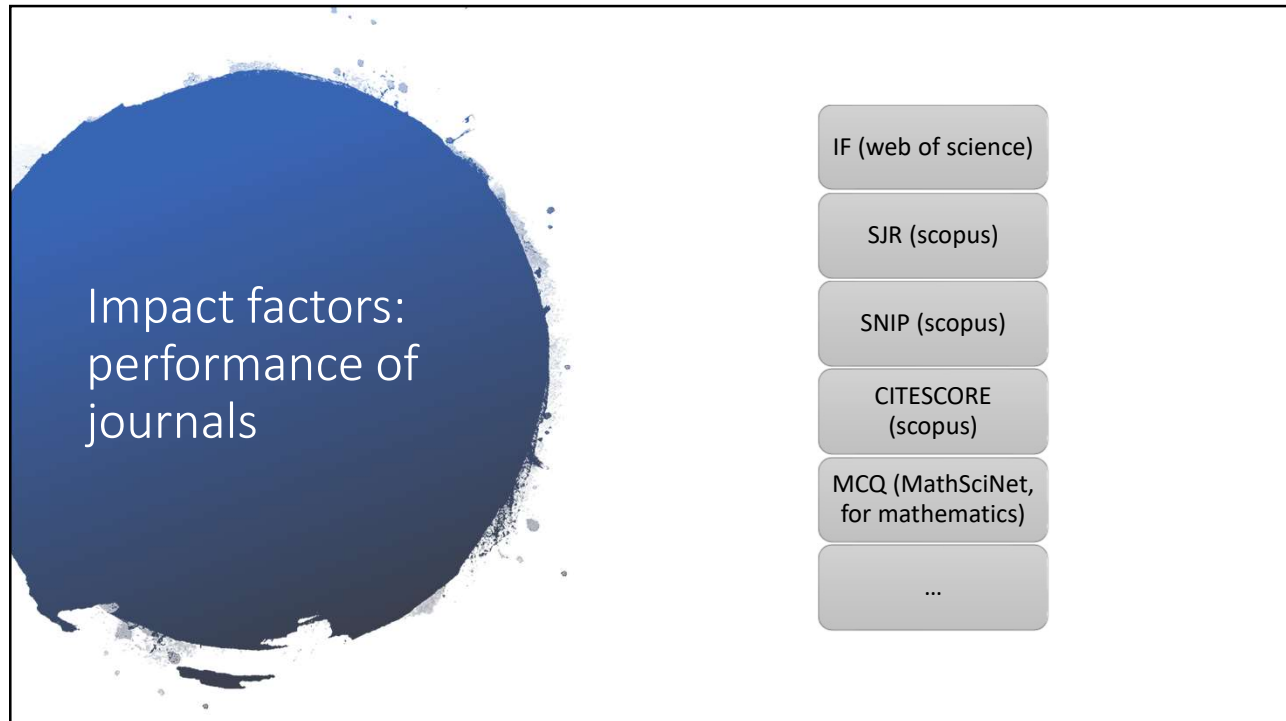 Impact factors:
performance of
journals
IF (web of science)
SJR (scopus)
SNIP (scopus)
CITESCORE
(scopus)
MCQ (MathSciNet,
for mathematics)
…